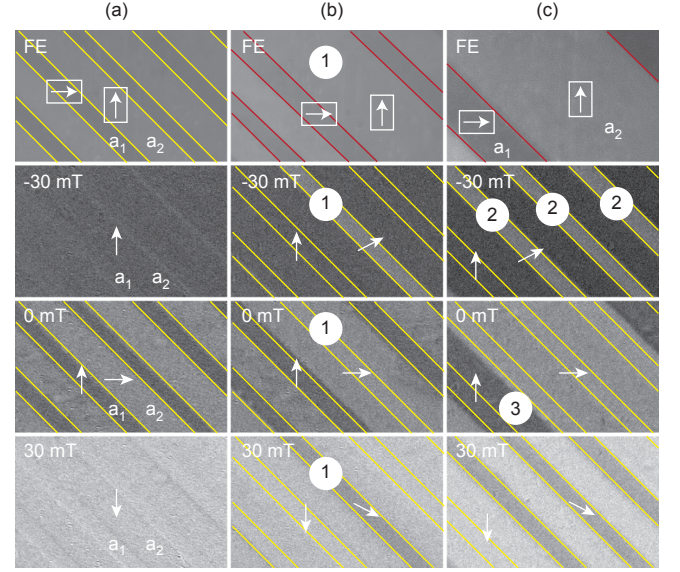 (a) (b) (c)
FE FE FE
1
a1 a2 a1 a2
-30 mT -30 mT -30 mT
1 2 2 2
a1 a2
0 mT 0 mT 0 mT
1
a1 a2 3
30 mT 30 mT 30 mT
1
a1 a2